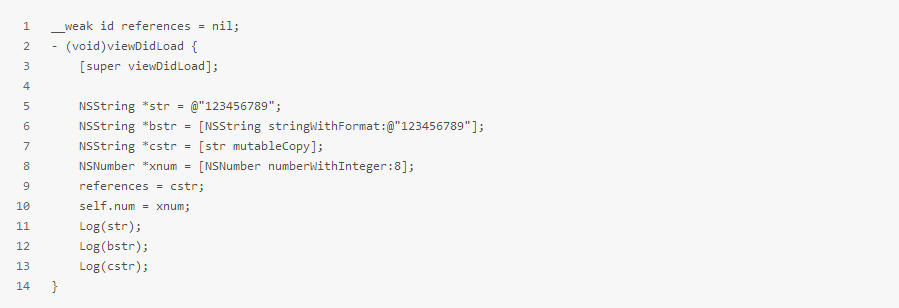 1 __weak id references = nil;
2 - (void)viewDidLoad {
3     [super viewDidLoad];
4
5     NSString *str = @"123456789";
6     NSString *bstr = [NSString stringWithFormat:@"123456789"];
7     NSString *cstr = [str mutableCopy];
8     NSNumber *xnum = [NSNumber numberWithInteger:8];
9     references = cstr;
10     self.num = xnum;
11     Log(str);
12     Log(bstr);
13     Log(cstr);
14 }